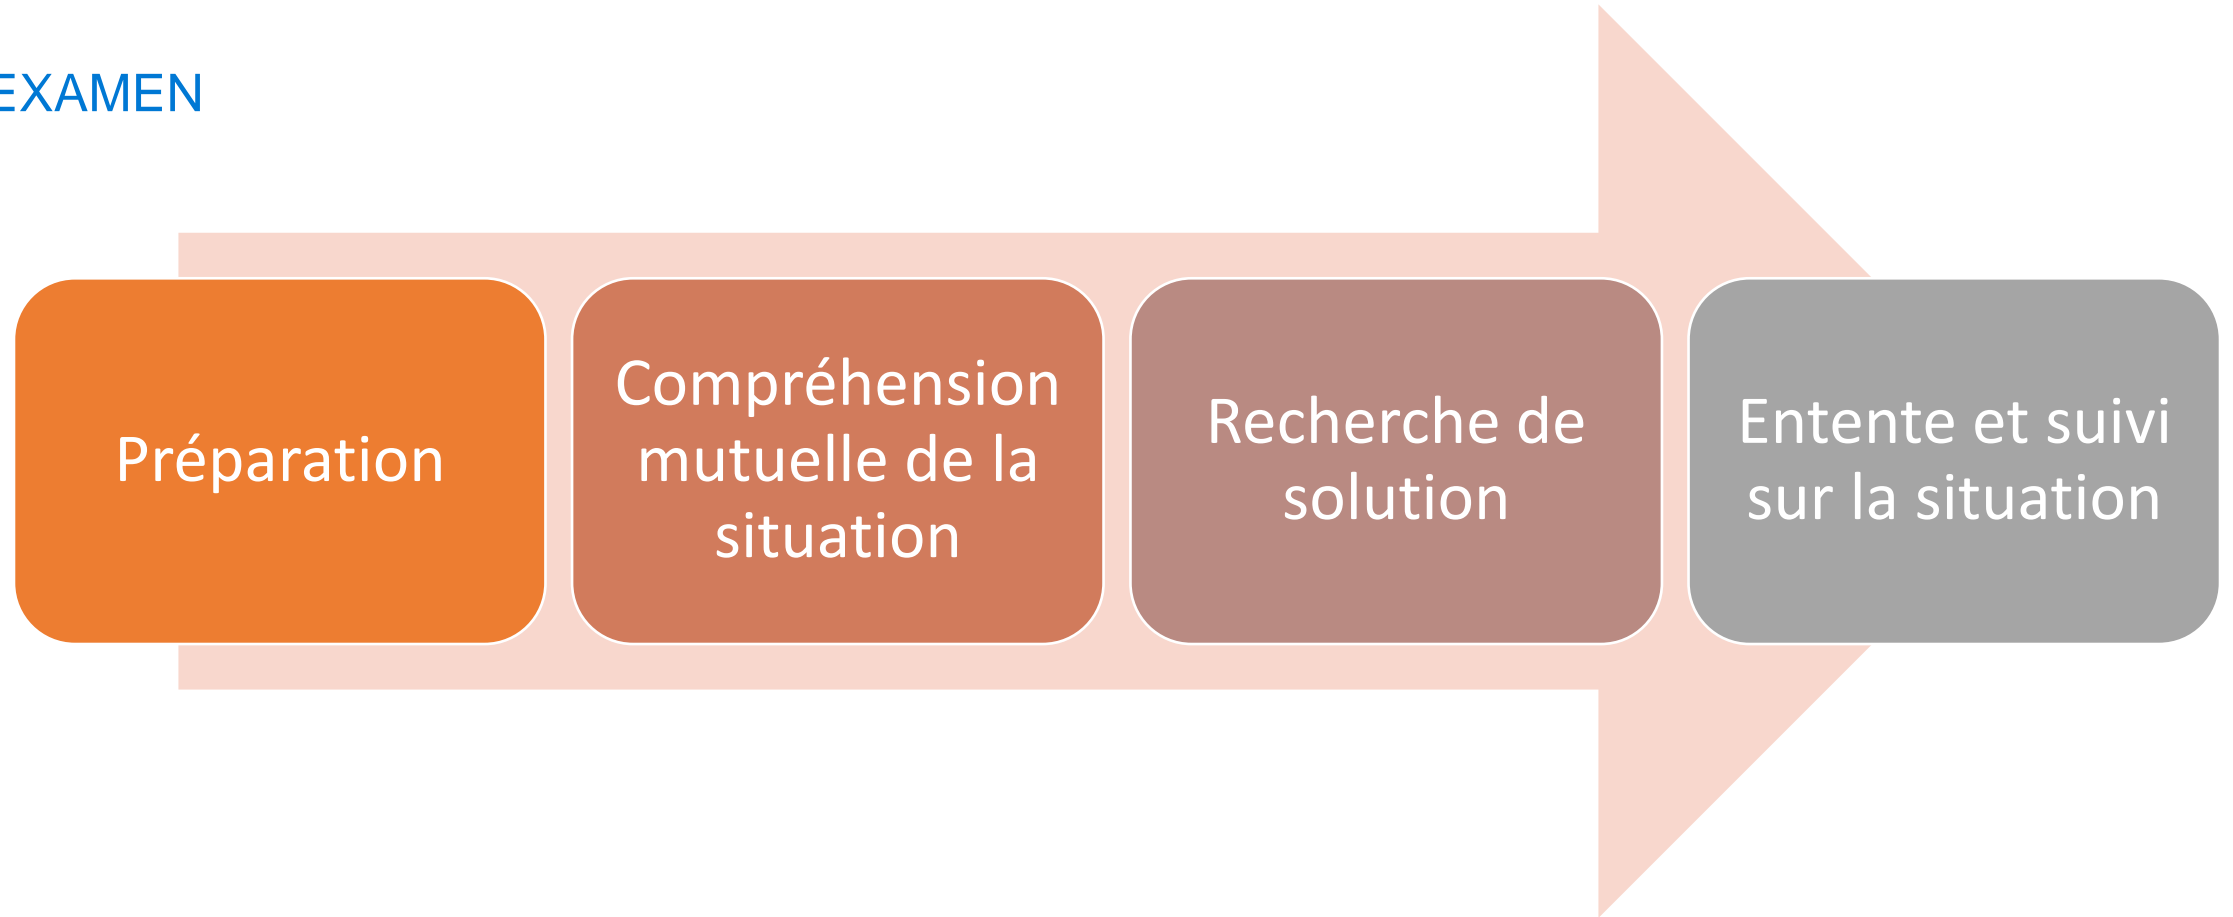 EXAMEN
Préparation
Compréhension
mutuelle de la
situation
Recherche de
solution
Entente et suivi
sur la situation